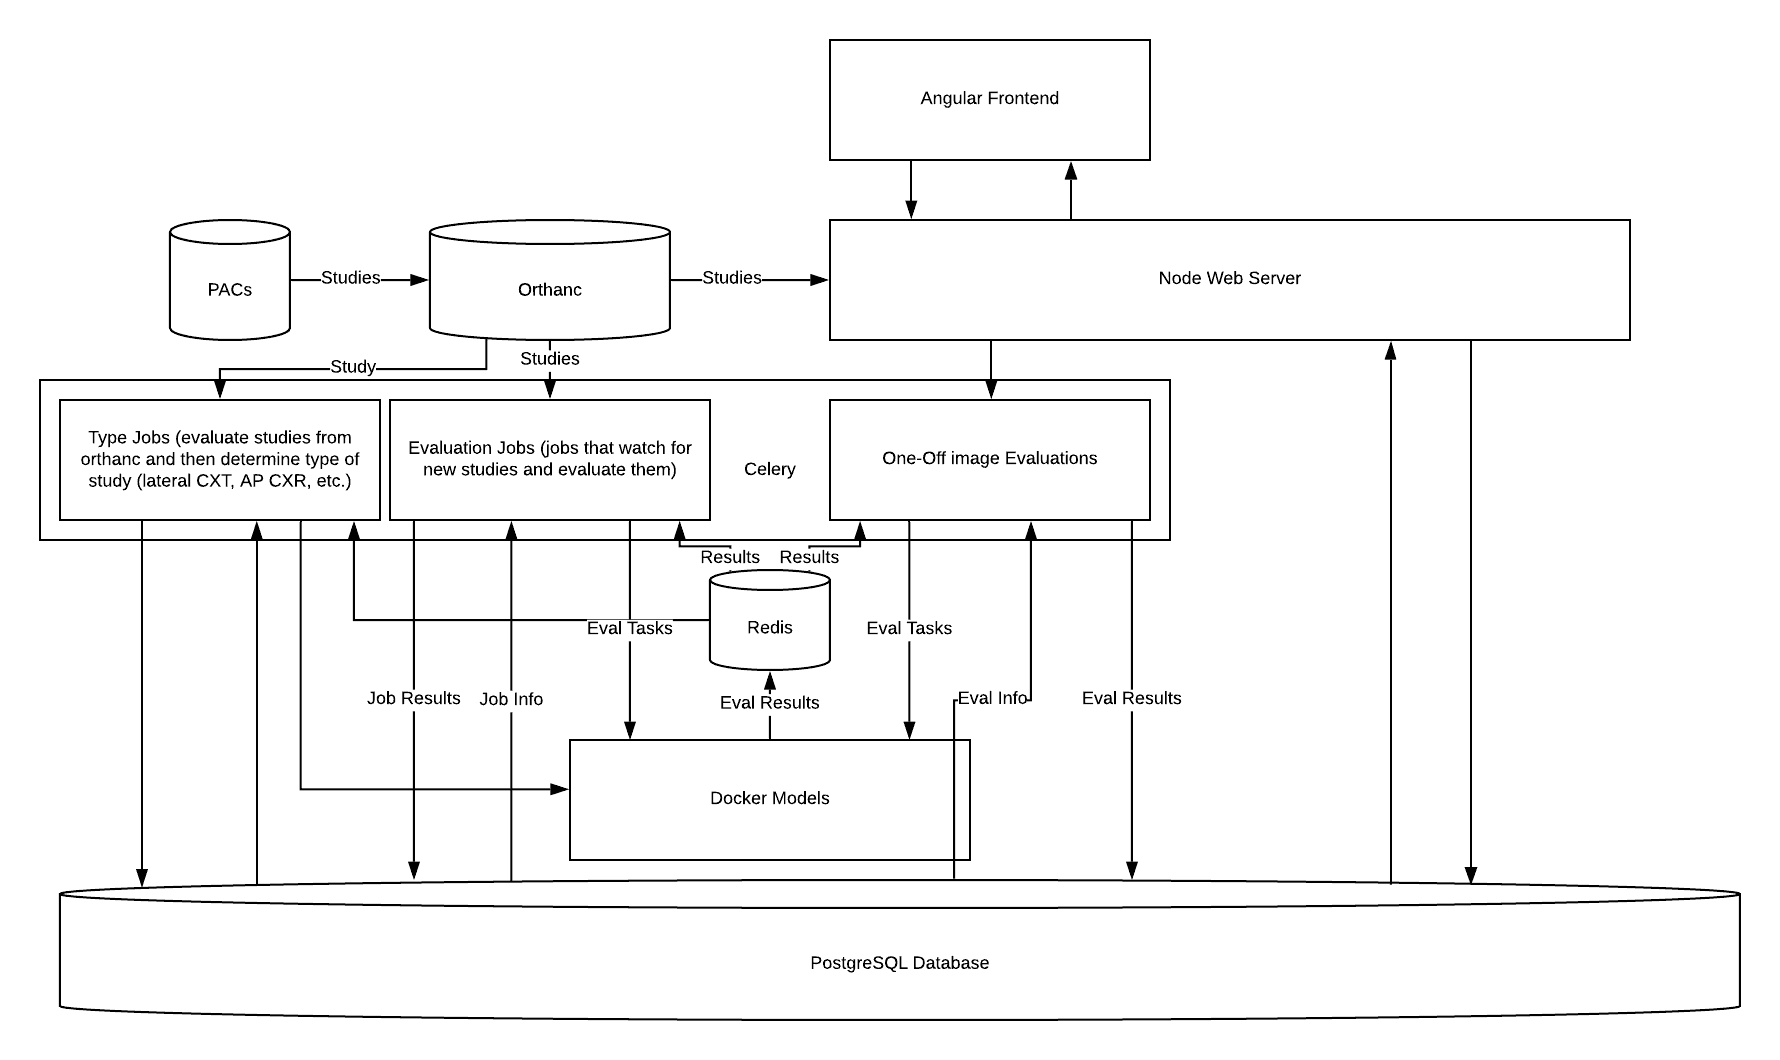 Angular Frontend
PACs
Studies
Orthanc
Studies
Node Web Server
Study
Studies
Type Jobs (evaluate studies from
orthanc and then determine type of
study (lateral CXT, AP CXR, etc.)
Evaluation Jobs (jobs that watch for
new studies and evaluate them)
Celery
One-Off image Evaluations
Results
Results
Eval Tasks
Redis
Eval Tasks
Job Results
Job Info
Eval Results
Eval Info
Eval Results
Docker Models
PostgreSQL Database